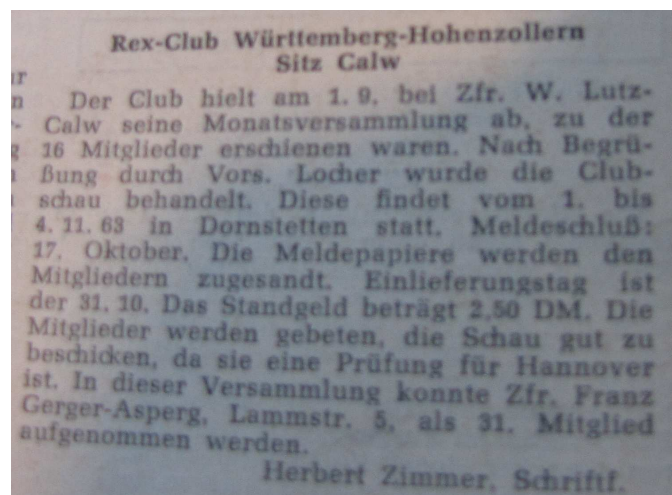 Rex-Club Württemberg-Hohenzollern
Sitz Calw
Der Club hielt am 1. 9. bei Zfr. W. Lutz-
Calw seine Monatsversammlung ab, zu der
16 Mitglieder erschienen waren. Nach Begrü-
ßung durch Vors. Locher wurde die Club-
schau behandelt. Diese findet vom 1. bis
4. 11. 63 in Dornstetten statt. Meldeschluß:
17. Oktober. Die Meldepapiere werden den
Mitgliedern zugesandt. Einlieferungstag ist
der 31. 10. Das Standgeld beträgt 2,50 DM. Die
Mitglieder werden gebeten, die Schau gut zu
beschicken, da sie eine Prüfung für Hannover
ist. In dieser Versammlung konnte Zfr. Franz
Gerger-Asperg, Lammstr. 5, als 31. Mitglied
aufgenommen werden.
Herbert Zimmer, Schriftf.